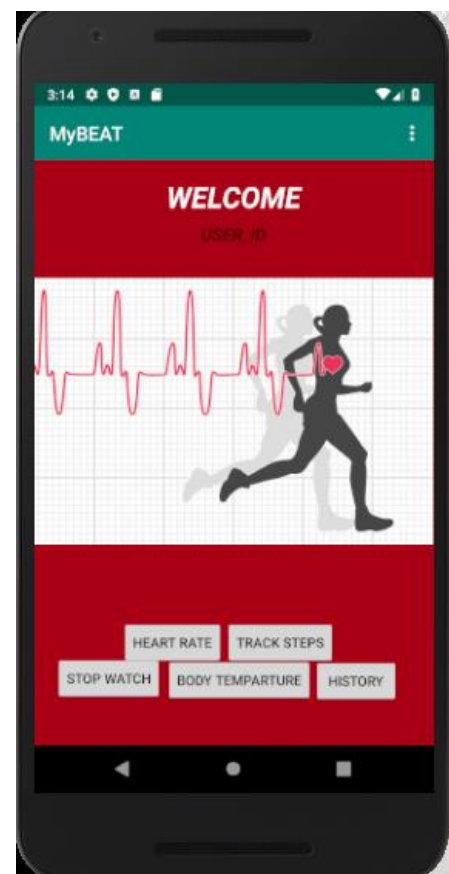 3:14
MyBEAT
WELCOME
USER_ID
HEART RATE TRACK STEPS
STOP WATCH BODY TEMPARTURE HISTORY